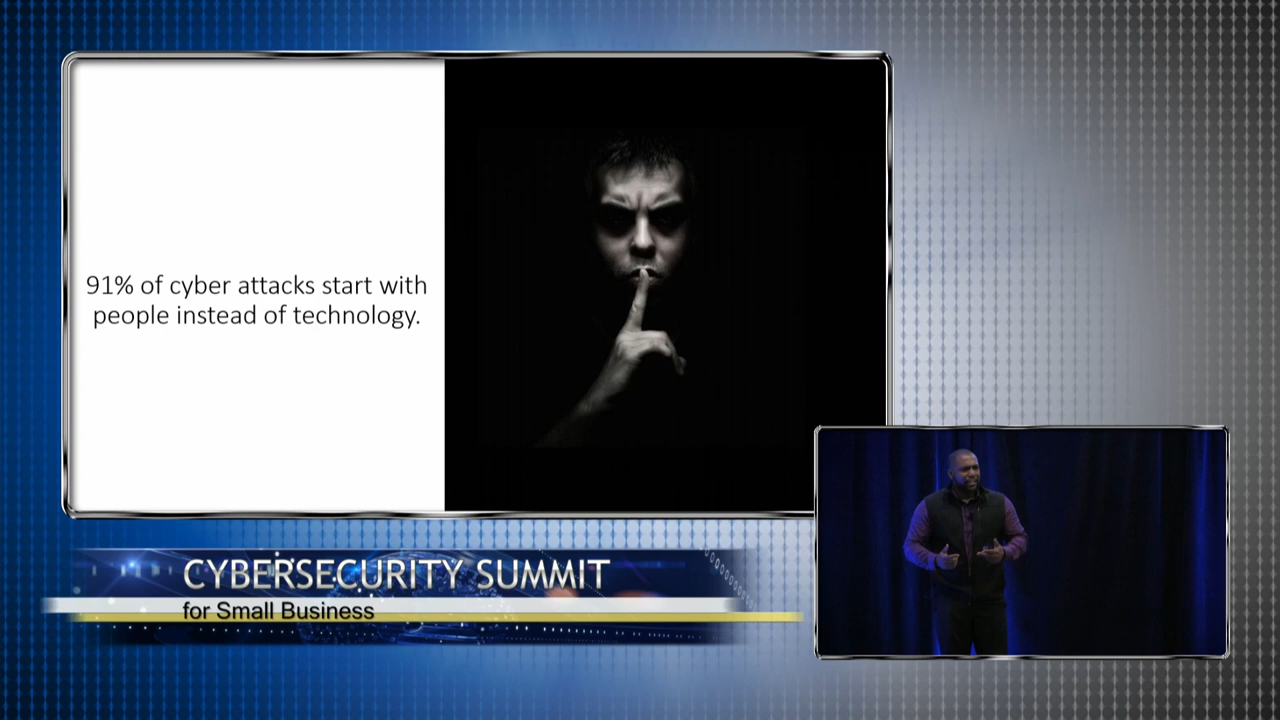 91% of cyber attacks start with
people instead of technology.
CYBERSECURITY SUMMIT
for Small Business